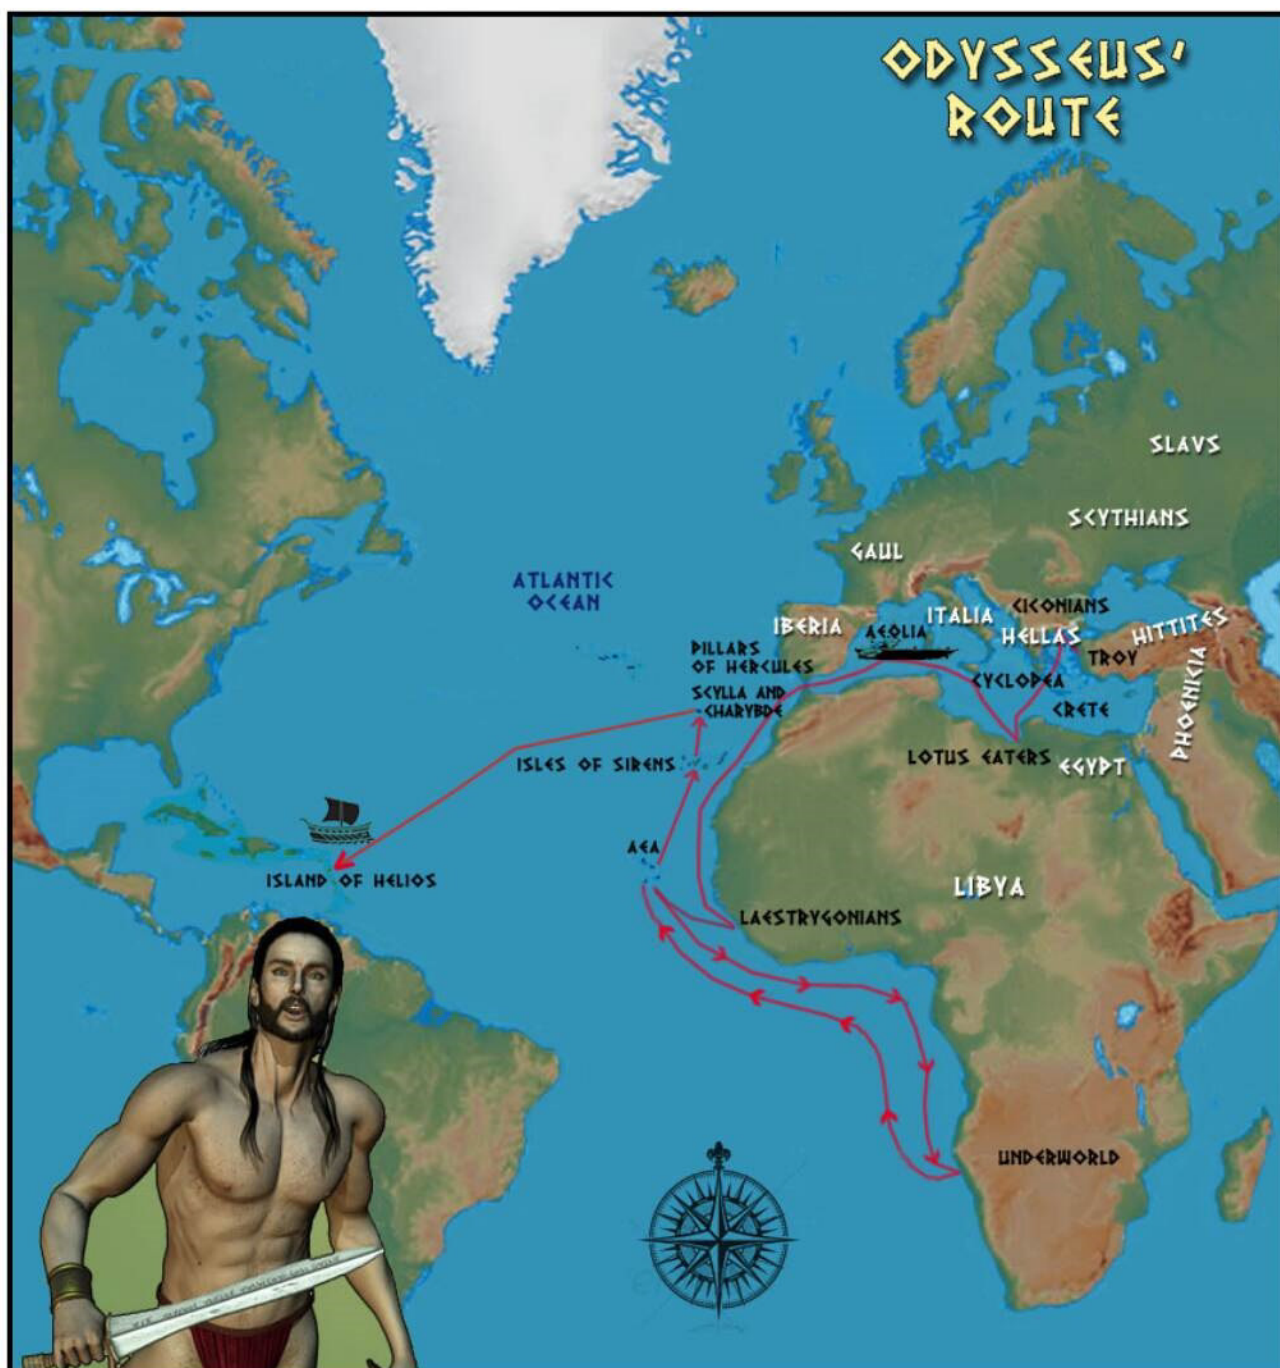 ODYSSEUS'
ROUTE
SLAVS
SCYTHIANS
GAUL
ATLANTIC
OCEAN
CICONIANS
ITALIA
IBERIA
AEOLIA
HELLAS
HITTITES
TROY
PILLARS
OF HERCULES
CYCLOPEA
PHOENICIA
SCYLLA AND
CHARYBDE
CRETE
ISLES OF SIRENS
LOTUS EATERS
EGYPT
AEA
ISLAND OF HELIOS
LIBYA
LAESTRYGONIANS
UNDERWORLD